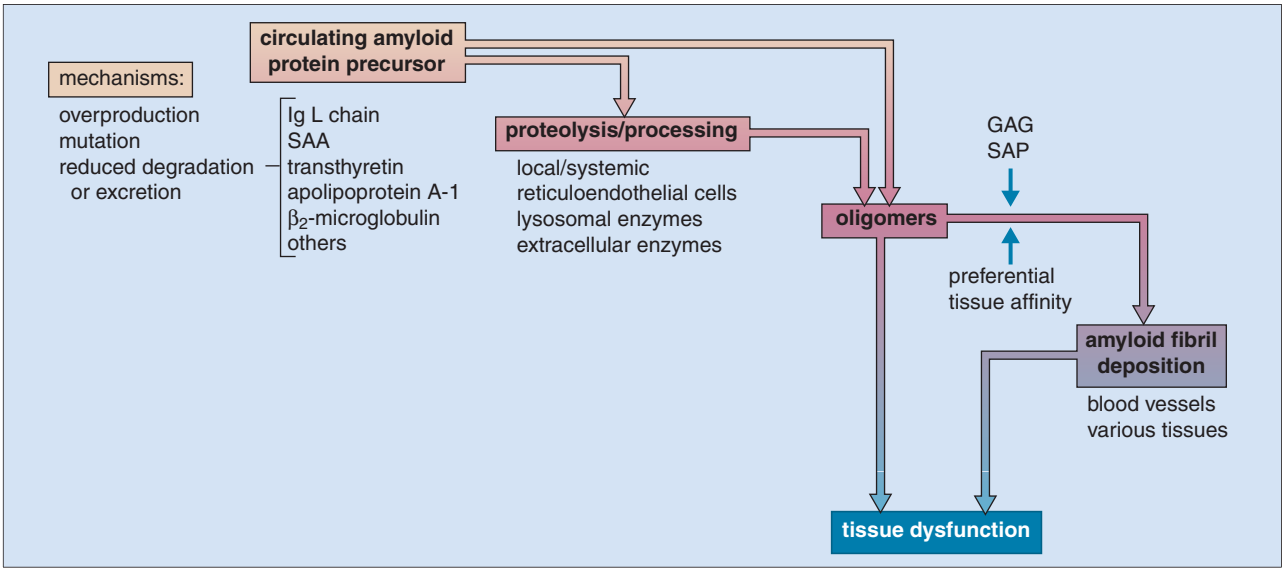 circulating amyloid
protein precursor
mechanisms:
overproduction
mutation
reduced degradation
or excretion
Ig L chain
SAA
transthyretin
apolipoprotein A-1
β₂-microglobulin
others
proteolysis/processing
local/systemic
reticuloendothelial cells
lysosomal enzymes
extracellular enzymes
GAG
SAP
oligomers
preferential
tissue affinity
amyloid fibril
deposition
blood vessels
various tissues
tissue dysfunction